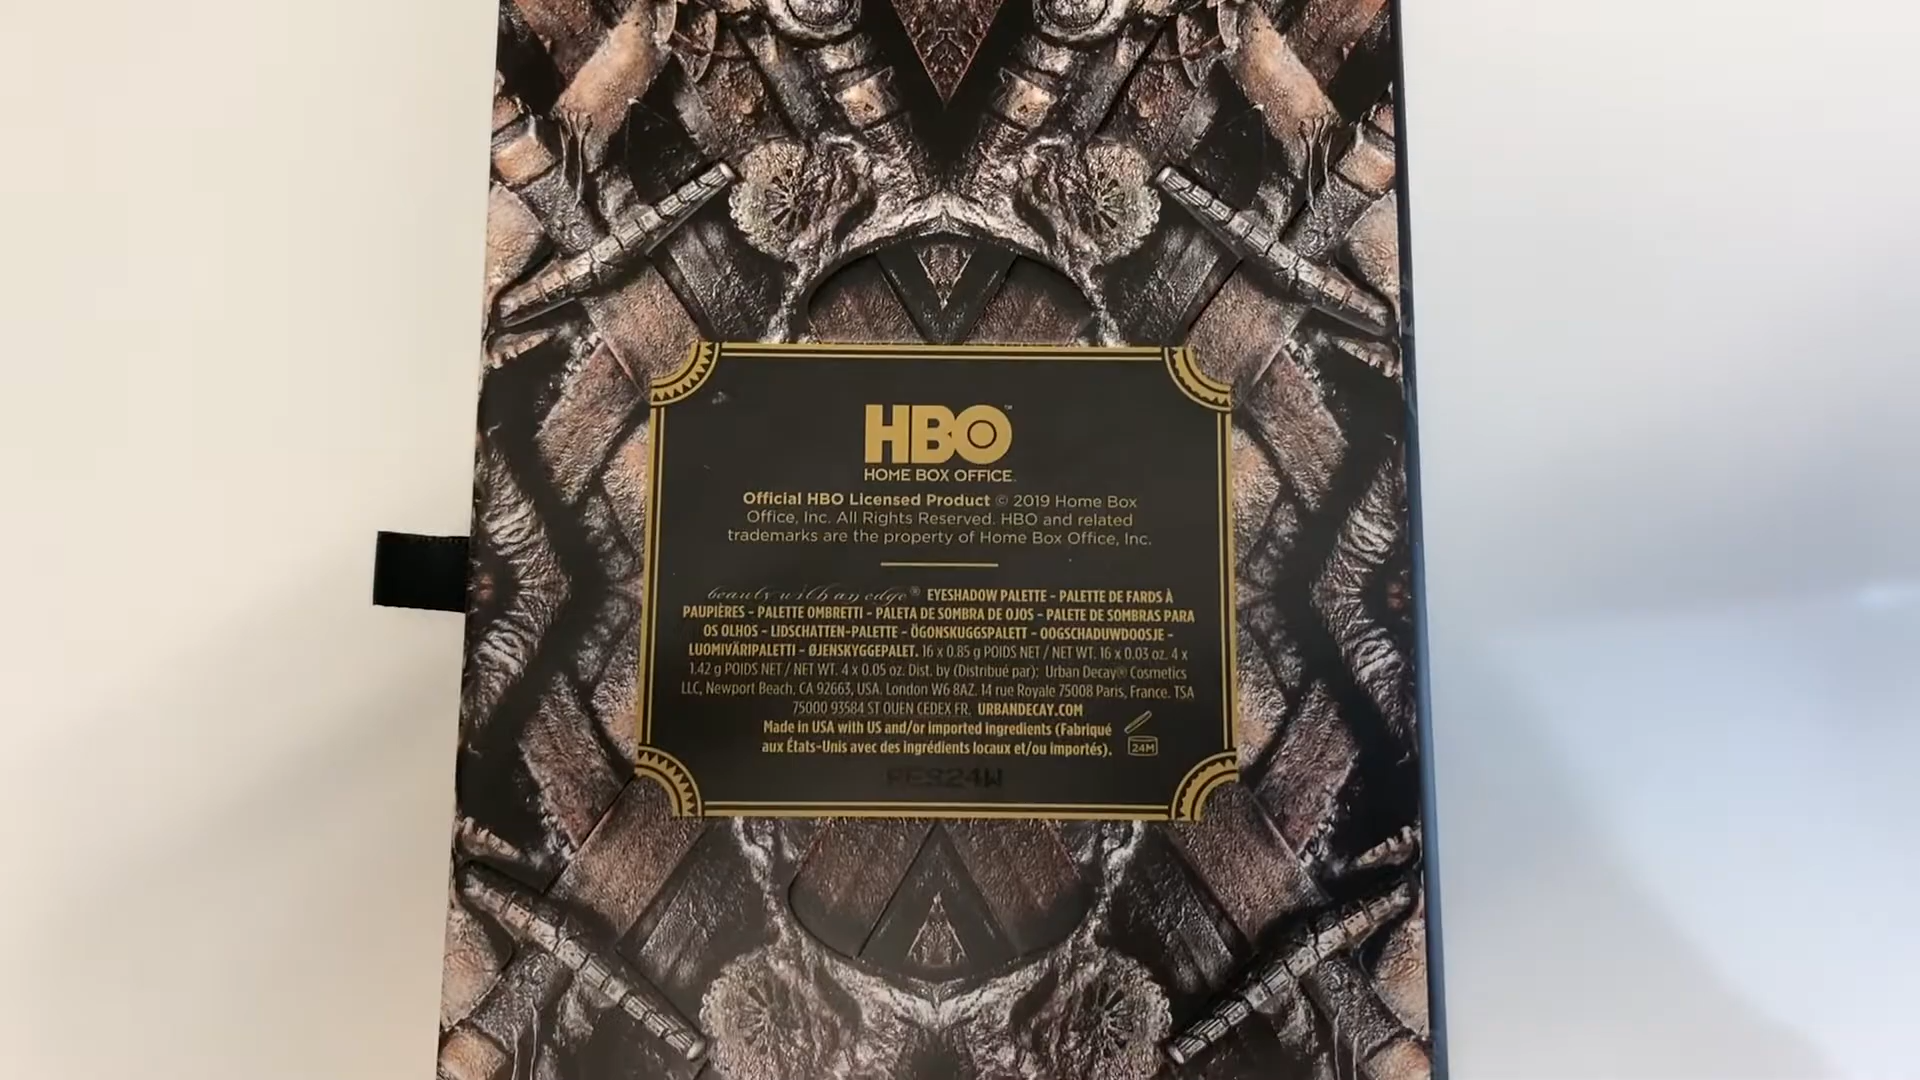 HBO™
HOME BOX OFFICE
Official HBO Licensed Product © 2019 Home Box
Office, Inc. All Rights Reserved. HBO and related
trademarks are the property of Home Box Office, Inc.
beauty with an edge® EYESHADOW PALETTE - PALETTE DE FARDS À
PAUPIÈRES - PALETTE OMBRETTI - PALETA DE SOMBRA DE OJOS - PALETE DE SOMBRAS PARA
OS OLHOS - LIDSCHATTEN-PALETTE - ÖGONSKUGGSPALETT - OOGSCHADUWDOOSJE -
LUOMIVÄRIPALETTI - ØJENSKYGGEPALET. 16 x 0.85 g POIDS NET / NET WT. 16 x 0.03 oz. 4 x
1.42 g POIDS NET / NET WT. 4 x 0.05 oz. Dist. by (Distribué par): Urban Decay® Cosmetics
LLC, Newport Beach, CA 92663, USA. London W6 8AZ. 14 rue Royale 75008 Paris, France. TSA
75000 93584 ST OUEN CEDEX FR. URBANDECAY.COM
Made in USA with US and/or imported ingredients (Fabriqué
aux États-Unis avec des ingrédients locaux et/ou importés).
24M